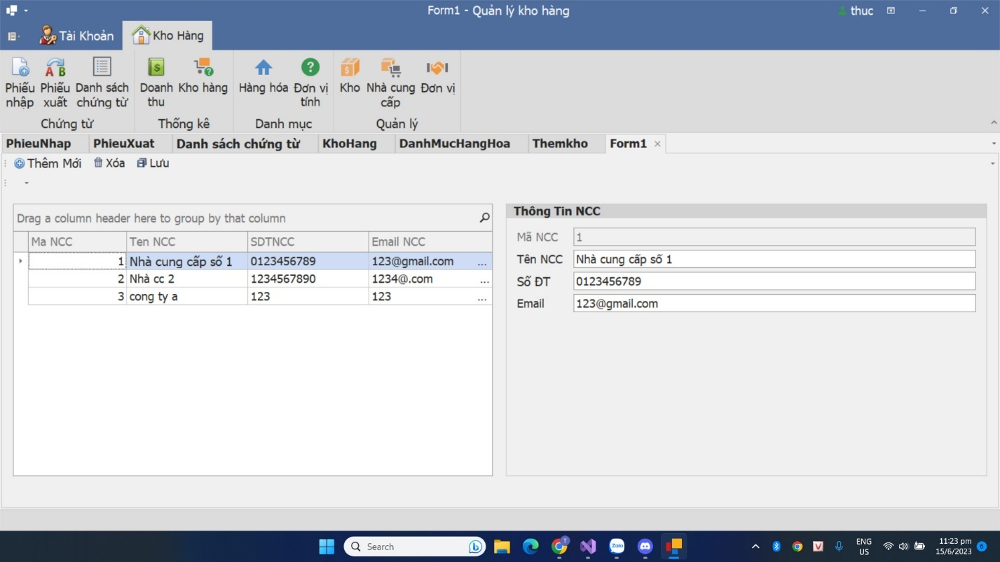 Form1 - Quản lý kho hàng
thuc
Tài Khoản
Kho Hàng
Phiếu nhập
Phiếu xuất
Danh sách chứng từ
Chứng từ
Doanh thu
Kho hàng
Thống kê
Hàng hóa
Đơn vị tính
Danh mục
Kho
Nhà cung cấp
Đơn vị
Quản lý
PhieuNhap PhieuXuat Danh sách chứng từ KhoHang DanhMucHangHoa Themkho Form1
Thêm Mới Xóa Lưu
Drag a column header here to group by that column
Ma NCC Ten NCC SDTNCC Email NCC
1 Nhà cung cấp số 1 0123456789 123@gmail.com ...
2 Nhà cc 2 1234567890 1234@.com ...
3 cong ty a 123 123 ...
Thông Tin NCC
Mã NCC 1
Tên NCC Nhà cung cấp số 1
Số ĐT 0123456789
Email 123@gmail.com
Search
Zalo
ENG
US
11:23 pm
15/6/2023
6